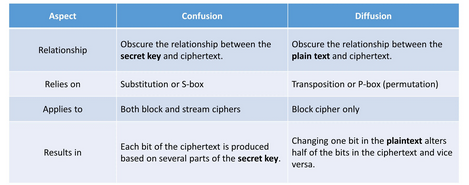 Aspect Confusion Diffusion
Relationship
Obscure the relationship between the
secret key and ciphertext.
Obscure the relationship between the
plain text and ciphertext.
Relies on Substitution or S-box Transposition or P-box (permutation)
Applies to Both block and stream ciphers Block cipher only
Results in
Each bit of the ciphertext is produced
based on several parts of the secret key.
Changing one bit in the plaintext alters
half of the bits in the ciphertext and vice
versa.